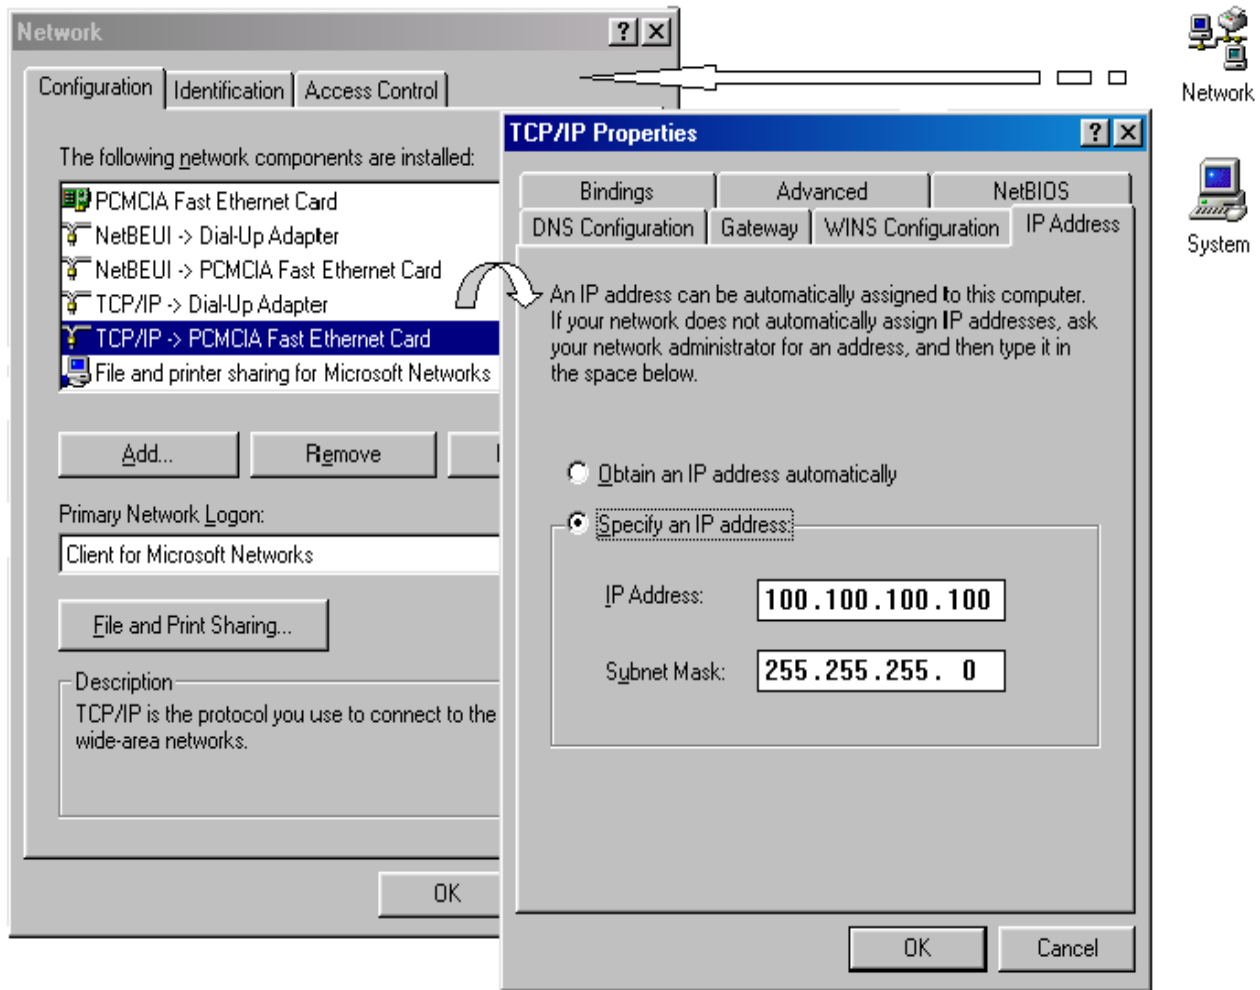 Network
Configuration
Identification
Access Control
The following network components are installed:
PCMCIA Fast Ethernet Card
NetBEUI -> Dial-Up Adapter
NetBEUI -> PCMCIA Fast Ethernet Card
TCP/IP -> Dial-Up Adapter
TCP/IP -> PCMCIA Fast Ethernet Card
File and printer sharing for Microsoft Networks
Add...
Remove
Primary Network Logon:
Client for Microsoft Networks
File and Print Sharing...
Description
TCP/IP is the protocol you use to connect to the
wide-area networks.
OK
TCP/IP Properties
Bindings
Advanced
NetBIOS
DNS Configuration
Gateway
WINS Configuration
IP Address
An IP address can be automatically assigned to this computer.
If your network does not automatically assign IP addresses, ask
your network administrator for an address, and then type it in
the space below.
Obtain an IP address automatically
Specify an IP address:
IP Address:
100.100.100.100
Subnet Mask:
255.255.255. 0
OK
Cancel
Network
System